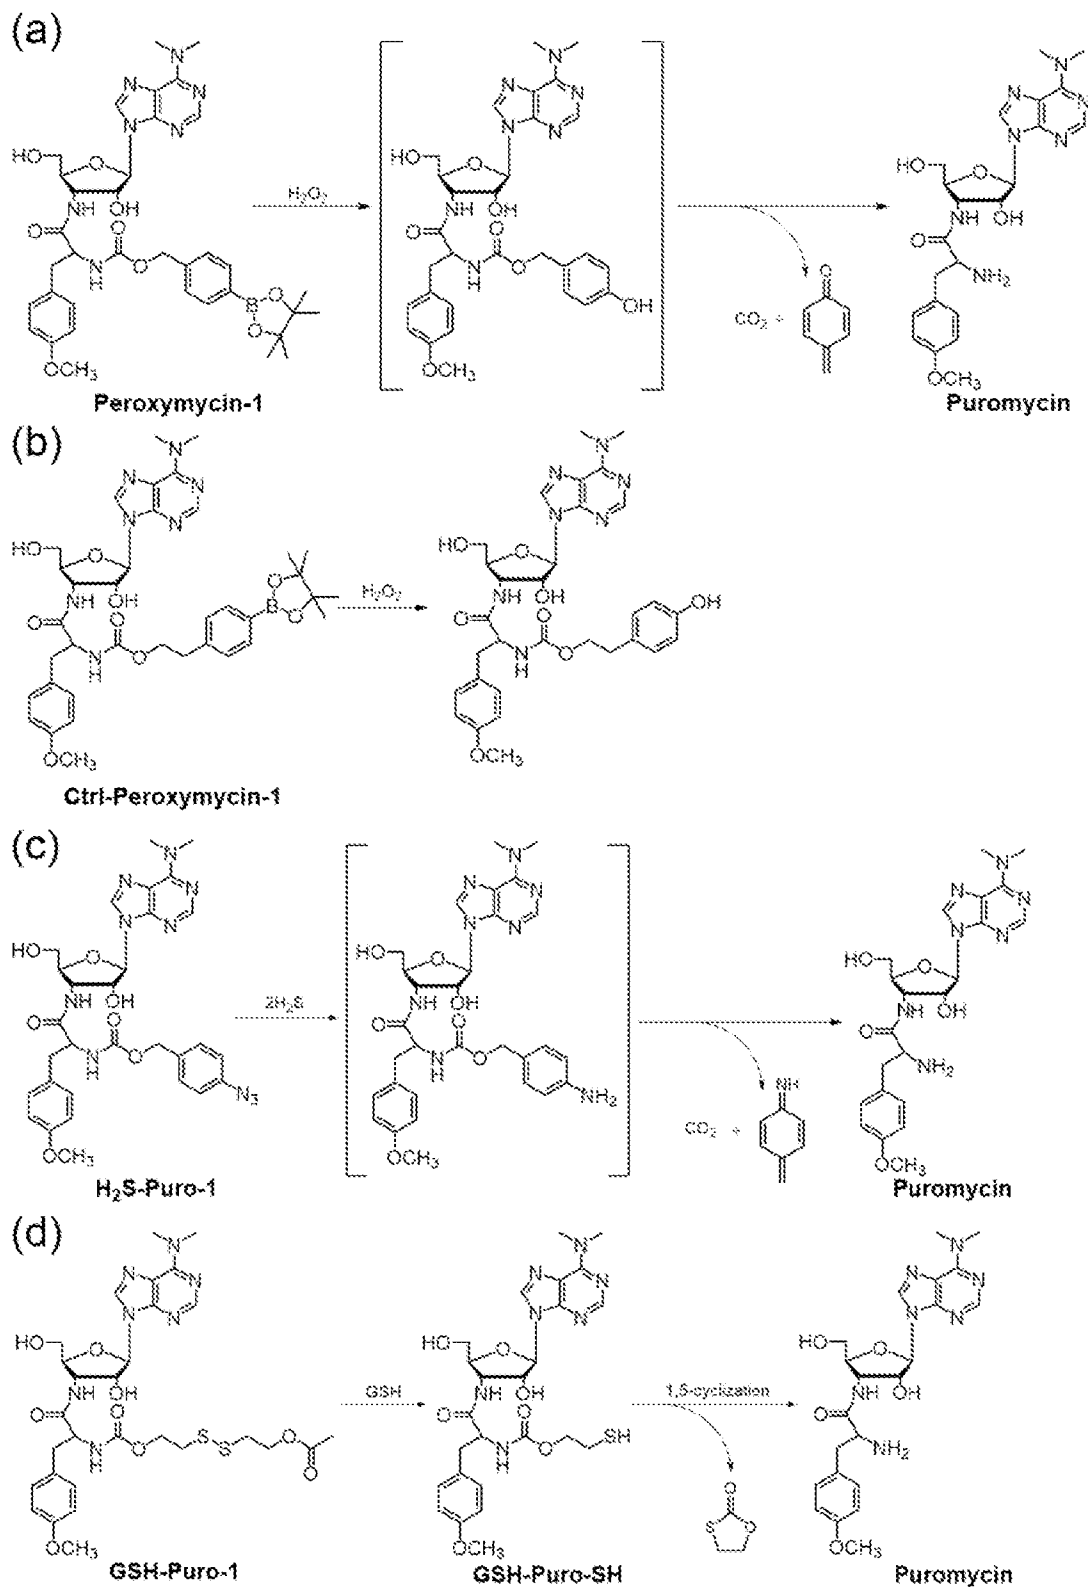 (a)
N
N N
N N
HO O
NH OH
O O
N O
H
B O
O
OCH₃
Peroxymycin-1
H₂O₂
N
N N
N N
HO O
NH OH
O O
N O
H
OH
OCH₃
CO₂ +
O
N
N N
N N
HO O
NH OH
O
NH₂
OCH₃
Puromycin
(b)
N
N N
N N
HO O
NH OH
O O
N O
H
O
B O
OCH₃
Ctrl-Peroxymycin-1
H₂O₂
N
N N
N N
HO O
NH OH
O O
N O
H
OH
OCH₃
(c)
N
N N
N N
HO O
NH OH
O O
N O
H
N₃
OCH₃
H₂S-Puro-1
2H₂S
N
N N
N N
HO O
NH OH
O O
N O
H
NH₂
OCH₃
CO₂ +
NH
N
N N
N N
HO O
NH OH
O
NH₂
OCH₃
Puromycin
(d)
N
N N
N N
HO O
NH OH
O O
N O S S O
H
O
OCH₃
GSH-Puro-1
GSH
N
N N
N N
HO O
NH OH
O O
N O SH
H
OCH₃
GSH-Puro-SH
1,5-cyclization
O
S O
N
N N
N N
HO O
NH OH
O
NH₂
OCH₃
Puromycin